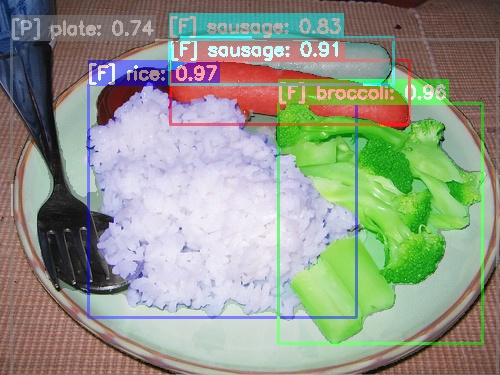 [P] plate: 0.74
[F] sausage: 0.83
[F] sausage: 0.91
[F] rice: 0.97
[F] broccoli: 0.96